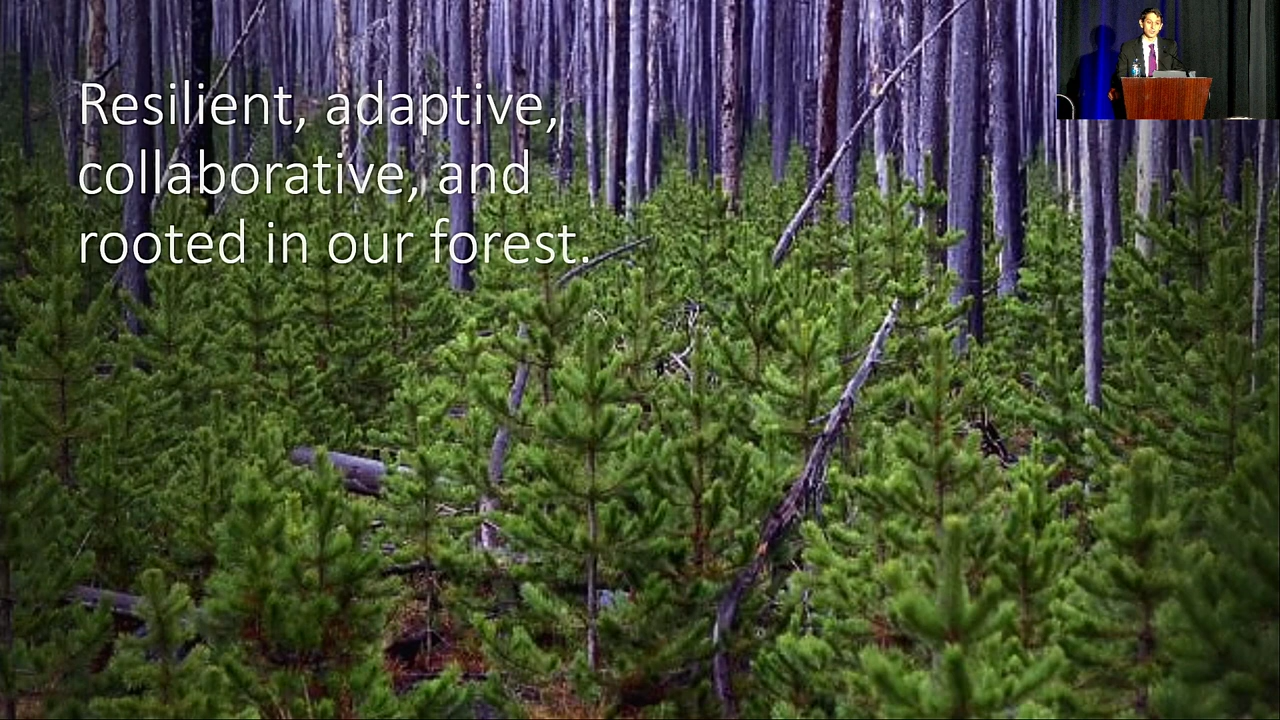 Resilient, adaptive,
collaborative, and
rooted in our forest.